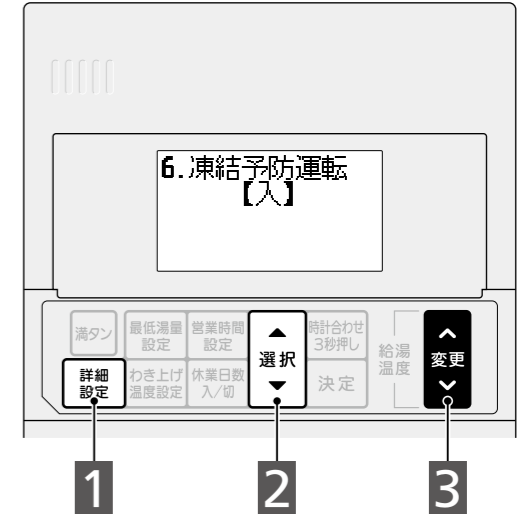 6.凍結予防運転
【入】
満タン
最低湯量
設定
営業時間
設定
▲
選択
▼
時計合わせ
3秒押し
給湯
温度
変更
詳細
設定
わき上げ
温度設定
休業日数
入/切
決定
1
2
3